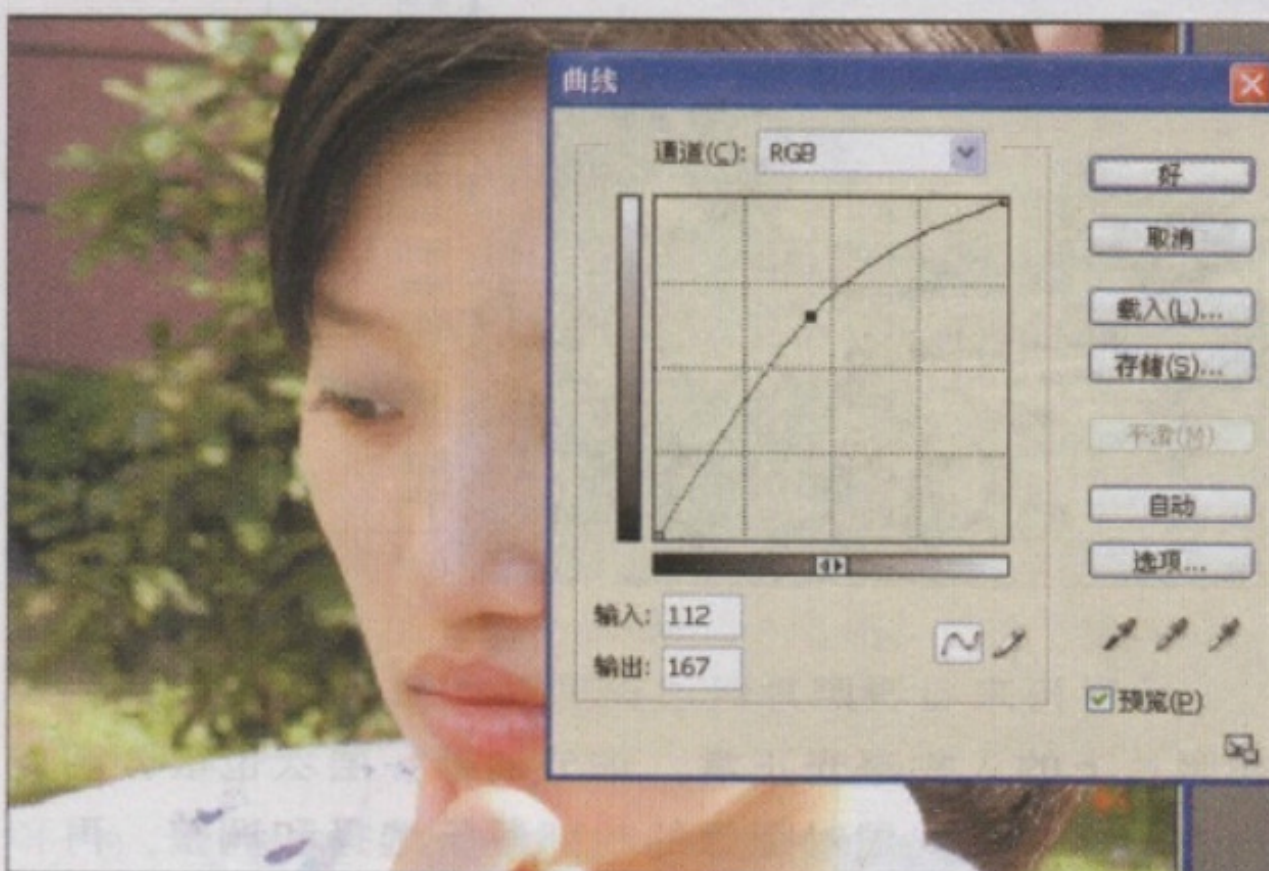 曲线
通道(C): RGB
好
取消
载入(L)...
存储(S)...
平滑(M)
自动
选项...
输入: 112
输出: 167
预览(P)